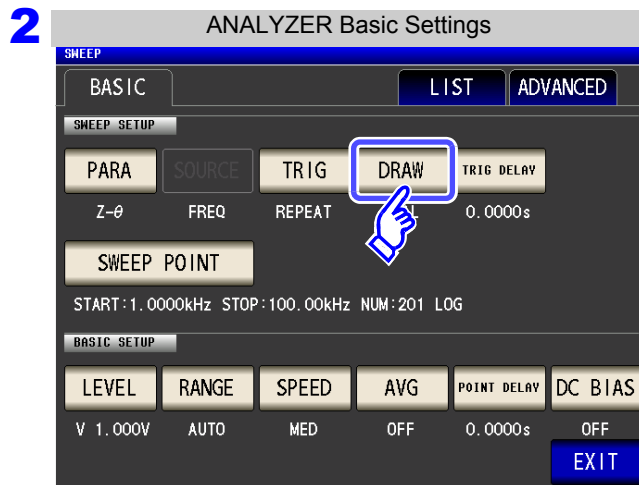 2 ANALYZER Basic Settings
SWEEP
BASIC LIST ADVANCED
SWEEP SETUP
PARA SOURCE TRIG DRAW TRIG DELAY
Z-θ FREQ REPEAT 0.0000s
SWEEP POINT
START:1.0000kHz STOP:100.00kHz NUM:201 LOG
BASIC SETUP
LEVEL RANGE SPEED AVG POINT DELAY DC BIAS
V 1.000V AUTO MED OFF 0.0000s OFF
EXIT